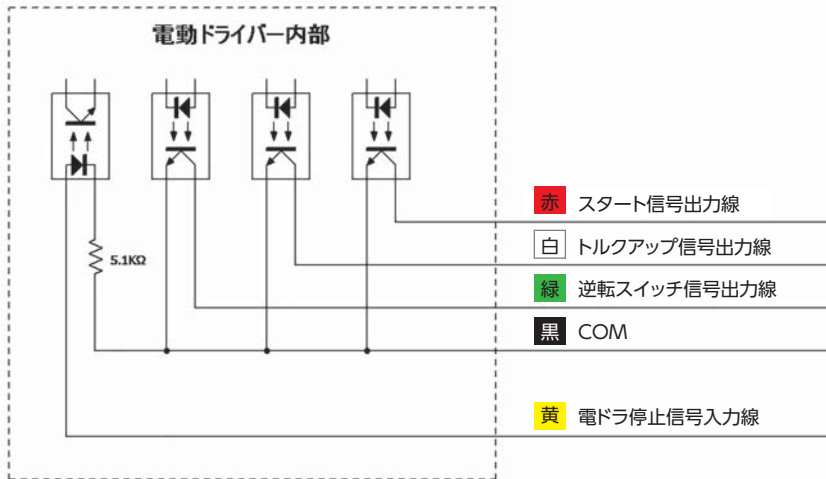 電動ドライバー内部
5.1KΩ
赤 スタート信号出力線
白 トルクアップ信号出力線
緑 逆転スイッチ信号出力線
黒 COM
黄 電ドラ停止信号入力線